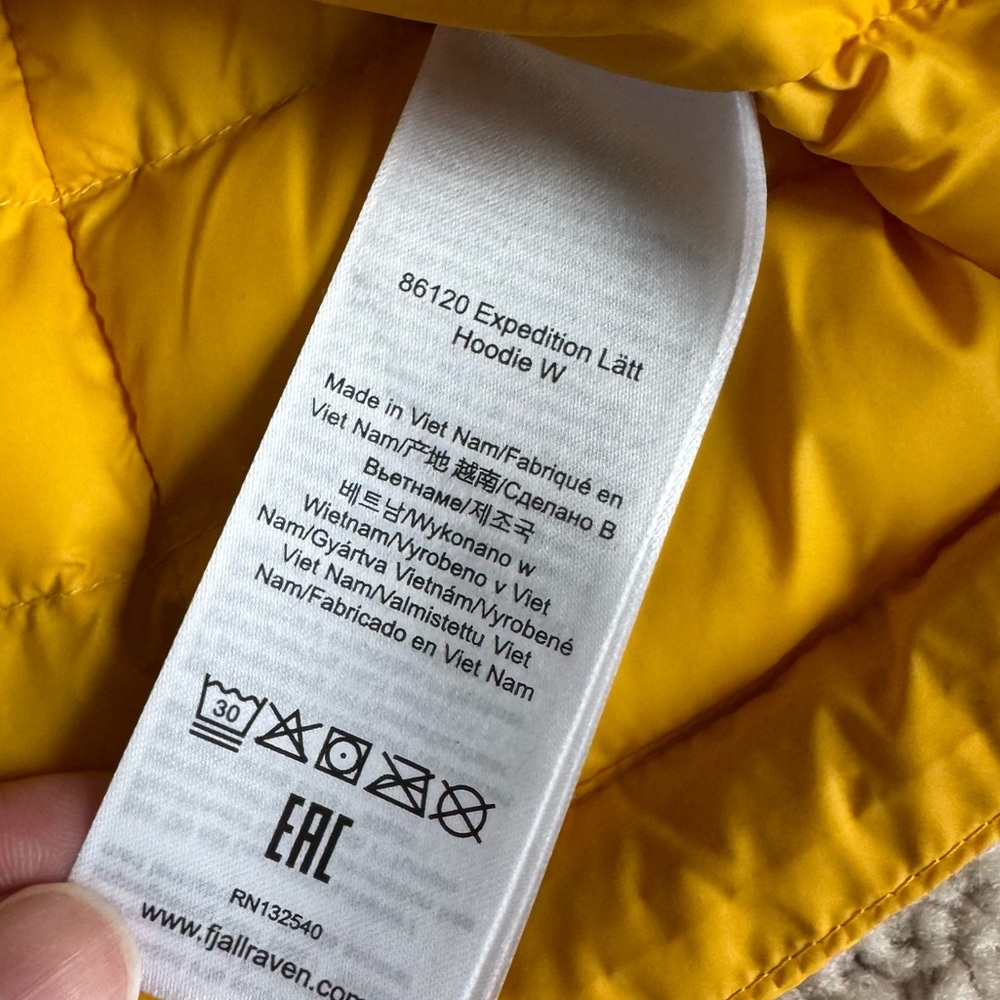 86120 Expedition Lätt
Hoodie W
Made in Viet Nam/Fabriqué en
Viet Nam/产地 越南/Сделано В
Вьетнаме/제조국
베트남/Wykonano w
Wietnam/Vyrobeno v Viet
Nam/Gyártva Vietnám/Vyrobené
Viet Nam/Valmistettu Viet
Nam/Fabricado en Viet Nam
30
EAC
RN132540
www.fjallraven.com